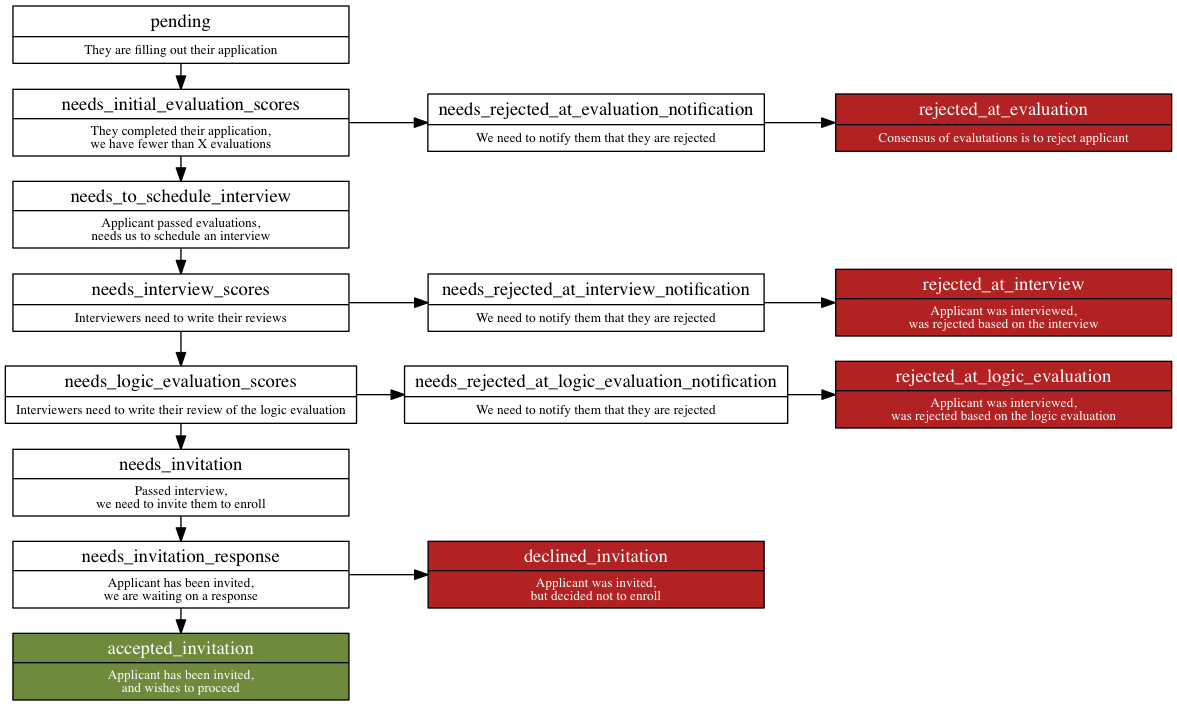 pending
They are filling out their application
needs_initial_evaluation_scores
They completed their application,
we have fewer than X evaluations
needs_rejected_at_evaluation_notification
We need to notify them that they are rejected
rejected_at_evaluation
Consensus of evalutations is to reject applicant
needs_to_schedule_interview
Applicant passed evaluations,
needs us to schedule an interview
needs_interview_scores
Interviewers need to write their reviews
needs_rejected_at_interview_notification
We need to notify them that they are rejected
rejected_at_interview
Applicant was interviewed,
was rejected based on the interview
needs_logic_evaluation_scores
Interviewers need to write their review of the logic evaluation
needs_rejected_at_logic_evaluation_notification
We need to notify them that they are rejected
rejected_at_logic_evaluation
Applicant was interviewed,
was rejected based on the logic evaluation
needs_invitation
Passed interview,
we need to invite them to enroll
needs_invitation_response
Applicant has been invited,
we are waiting on a response
declined_invitation
Applicant was invited,
but decided not to enroll
accepted_invitation
Applicant has been invited,
and wishes to proceed